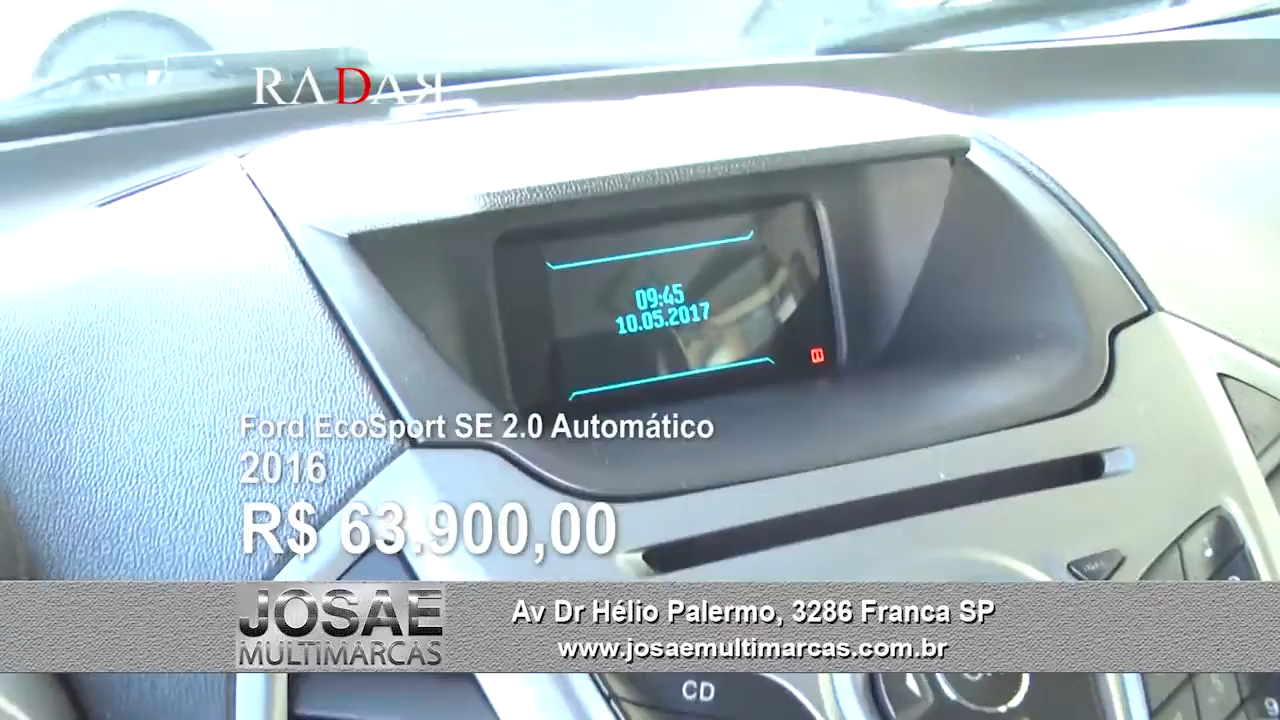 RADAR
09:45
10.05.2017
Ford EcoSport SE 2.0 Automático
2016
R$ 63.900,00
JOSAE
MULTIMARCAS
Av Dr Hélio Palermo, 3286 Franca SP
www.josaemultimarcas.com.br
CD